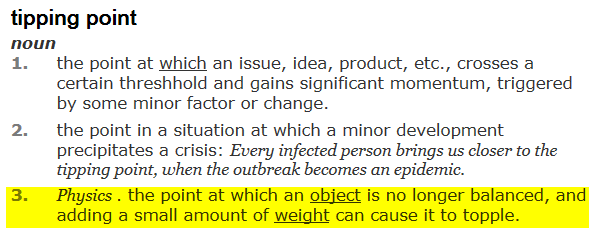 tipping point
noun
1. the point at which an issue, idea, product, etc., crosses a
certain threshhold and gains significant momentum, triggered
by some minor factor or change.
2. the point in a situation at which a minor development
precipitates a crisis: Every infected person brings us closer to the
tipping point, when the outbreak becomes an epidemic.
3. Physics . the point at which an object is no longer balanced, and
adding a small amount of weight can cause it to topple.